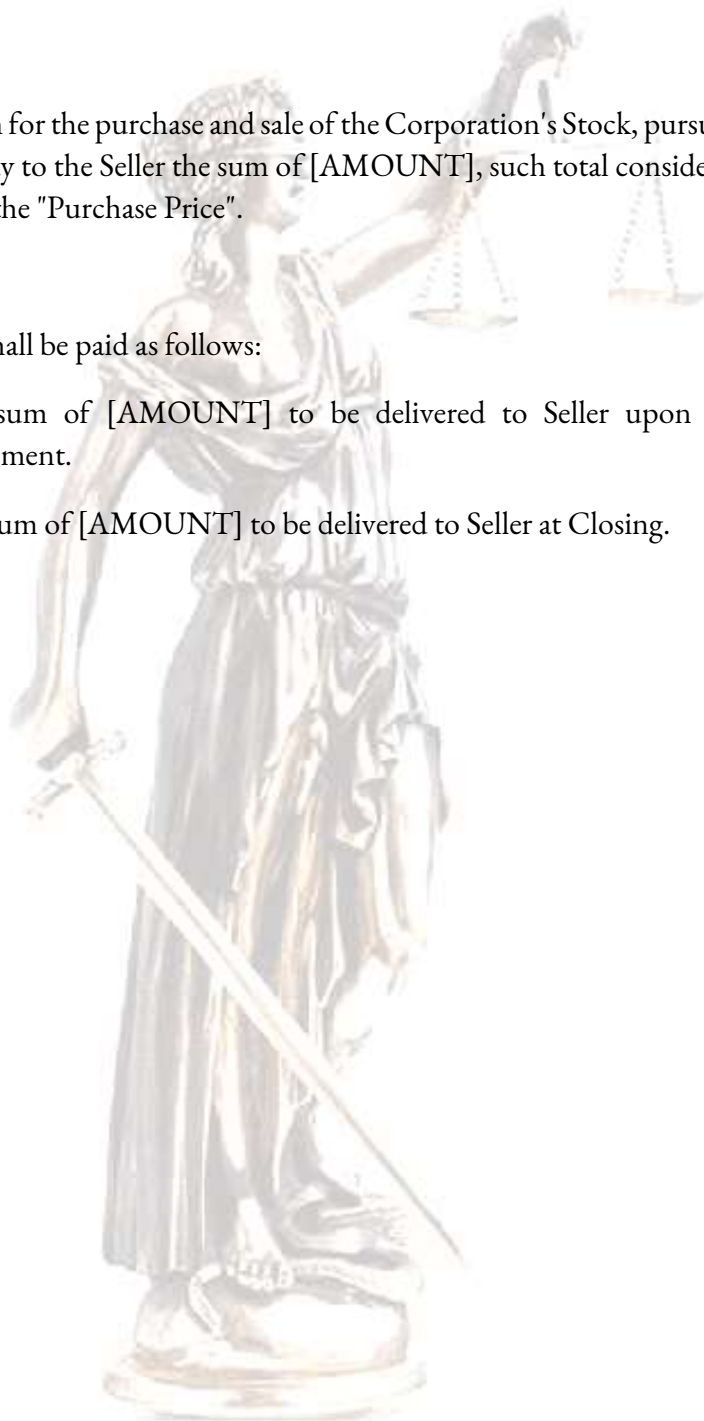 for the purchase and sale of the Corporation's Stock, pursu
y to the Seller the sum of [AMOUNT], such total conside
the "Purchase Price".
hall be paid as follows:
sum of [AMOUNT] to be delivered to Seller upon
ment.
um of [AMOUNT] to be delivered to Seller at Closing.